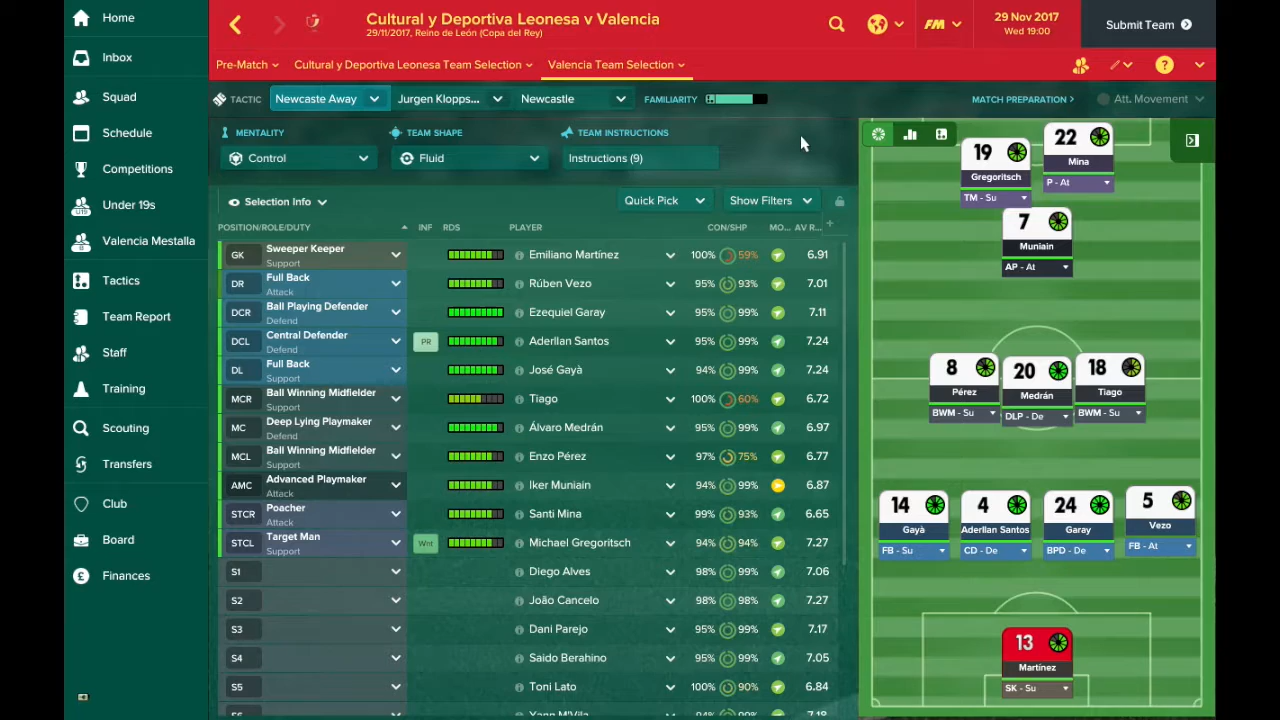 Home
Inbox
Squad
Schedule
Competitions
U19
Under 19s
Valencia Mestalla
Tactics
Team Report
Staff
Training
Scouting
Transfers
Club
Board
Finances
Cultural y Deportiva Leonesa v Valencia
29/11/2017, Reino de León (Copa del Rey)
FM
29 Nov 2017
Wed 19:00
Submit Team
Pre-Match
Cultural y Deportiva Leonesa Team Selection
Valencia Team Selection
?
TACTIC
Newcaste Away
Jurgen Klopps...
Newcastle
FAMILIARITY
MATCH PREPARATION >
Att. Movement
MENTALITY
TEAM SHAPE
TEAM INSTRUCTIONS
Control
Fluid
Instructions (9)
Selection Info
Quick Pick
Show Filters
POSITION/ROLE/DUTY INF RDS PLAYER CON/SHP MO... AV R...
GK Sweeper Keeper Support Emiliano Martínez 100% 59% 6.91
DR Full Back Attack Rúben Vezo 95% 93% 7.01
DCR Ball Playing Defender Defend Ezequiel Garay 95% 99% 7.11
DCL Central Defender Defend PR Aderllan Santos 95% 99% 7.24
DL Full Back Support José Gayà 94% 99% 7.24
MCR Ball Winning Midfielder Support Tiago 100% 60% 6.72
MC Deep Lying Playmaker Defend Álvaro Medrán 95% 99% 6.97
MCL Ball Winning Midfielder Support Enzo Pérez 97% 75% 6.77
AMC Advanced Playmaker Attack Iker Muniain 94% 99% 6.87
STCR Poacher Attack Santi Mina 99% 93% 6.65
STCL Target Man Support Wnt Michael Gregoritsch 94% 94% 7.27
S1 Diego Alves 98% 99% 7.06
S2 João Cancelo 98% 98% 7.27
S3 Dani Parejo 95% 99% 7.17
S4 Saido Berahino 95% 99% 7.05
S5 Toni Lato 100% 90% 6.84
S6 Yann M'Vila 94% 99% 7.18
19
Gregoritsch
TM - Su
22
Mina
P - At
7
Muniain
AP - At
8
Pérez
BWM - Su
20
Medrán
DLP - De
18
Tiago
BWM - Su
14
Gayà
FB - Su
4
Aderllan Santos
CD - De
24
Garay
BPD - De
5
Vezo
FB - At
13
Martínez
SK - Su